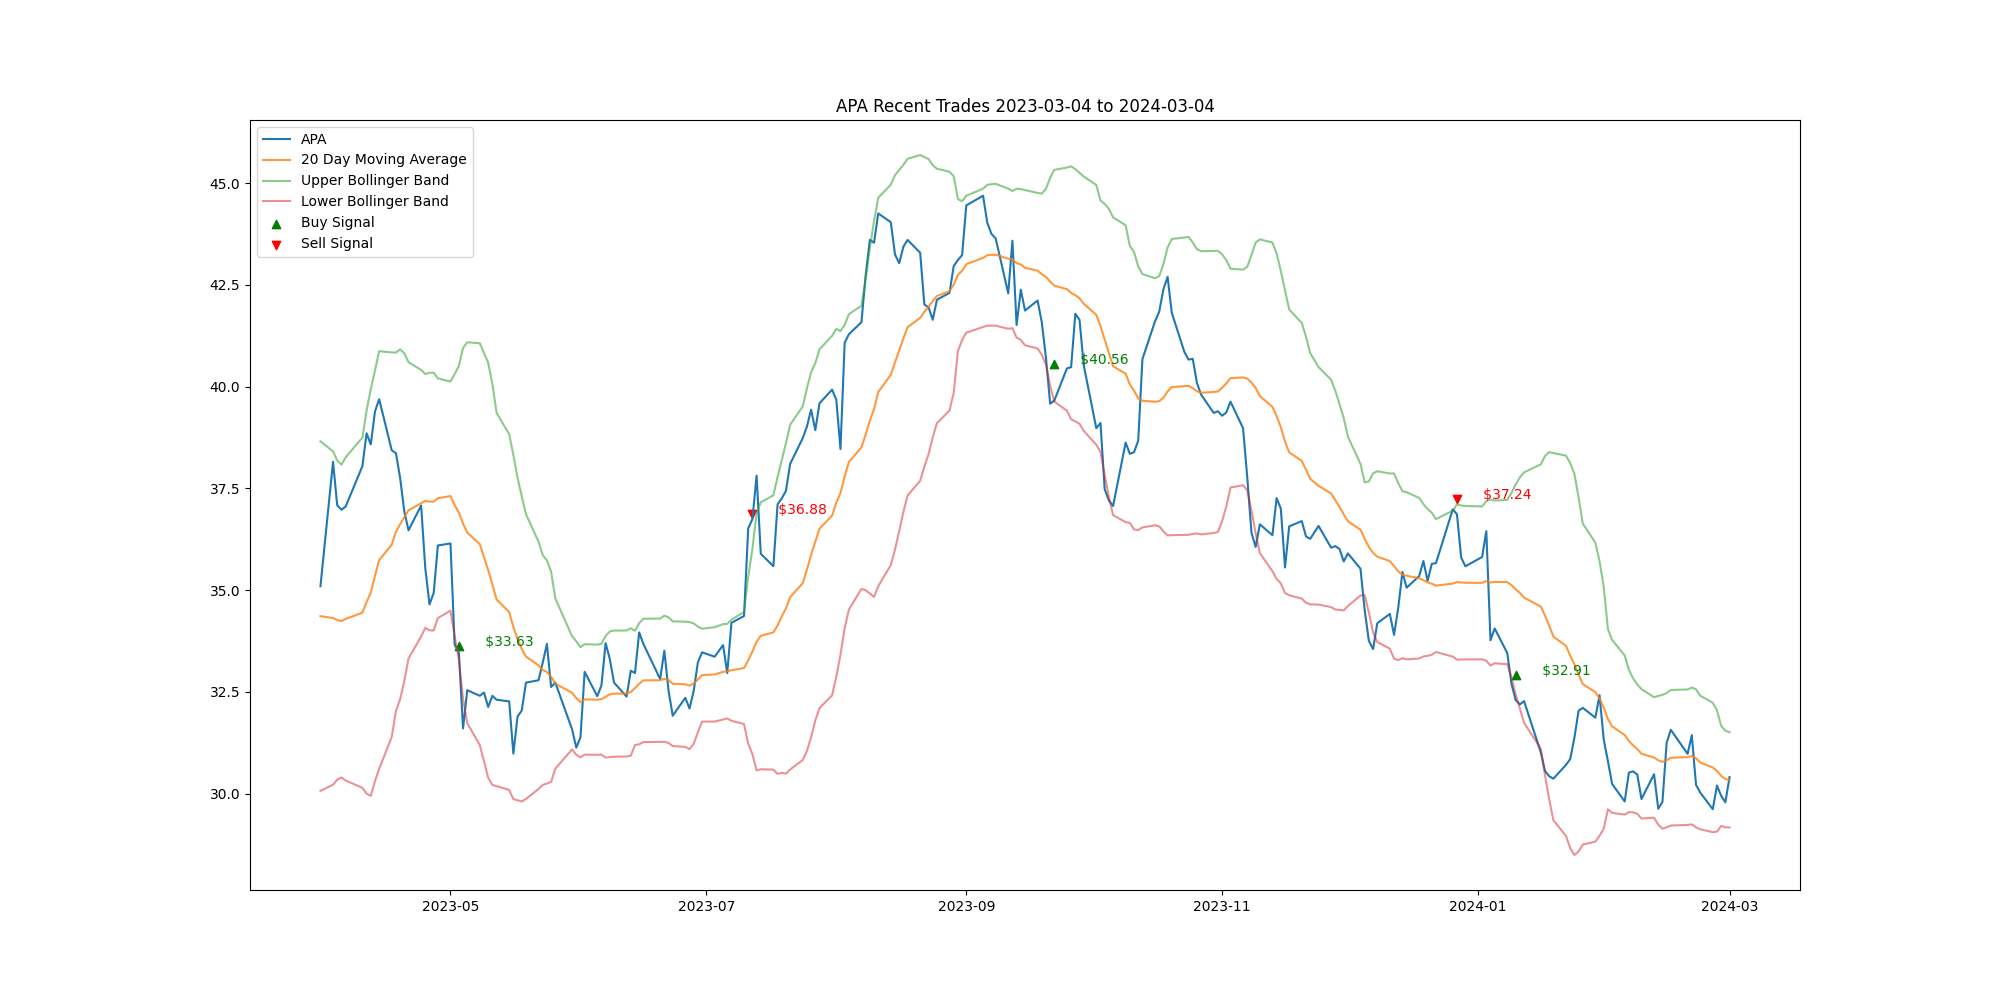 APA Recent Trades 2023-03-04 to 2024-03-04
APA
20 Day Moving Average
Upper Bollinger Band
Lower Bollinger Band
Buy Signal
Sell Signal
45.0
42.5
40.0
37.5
35.0
32.5
30.0
$33.63
$36.88
$40.56
$37.24
$32.91
2023-05
2023-07
2023-09
2023-11
2024-01
2024-03